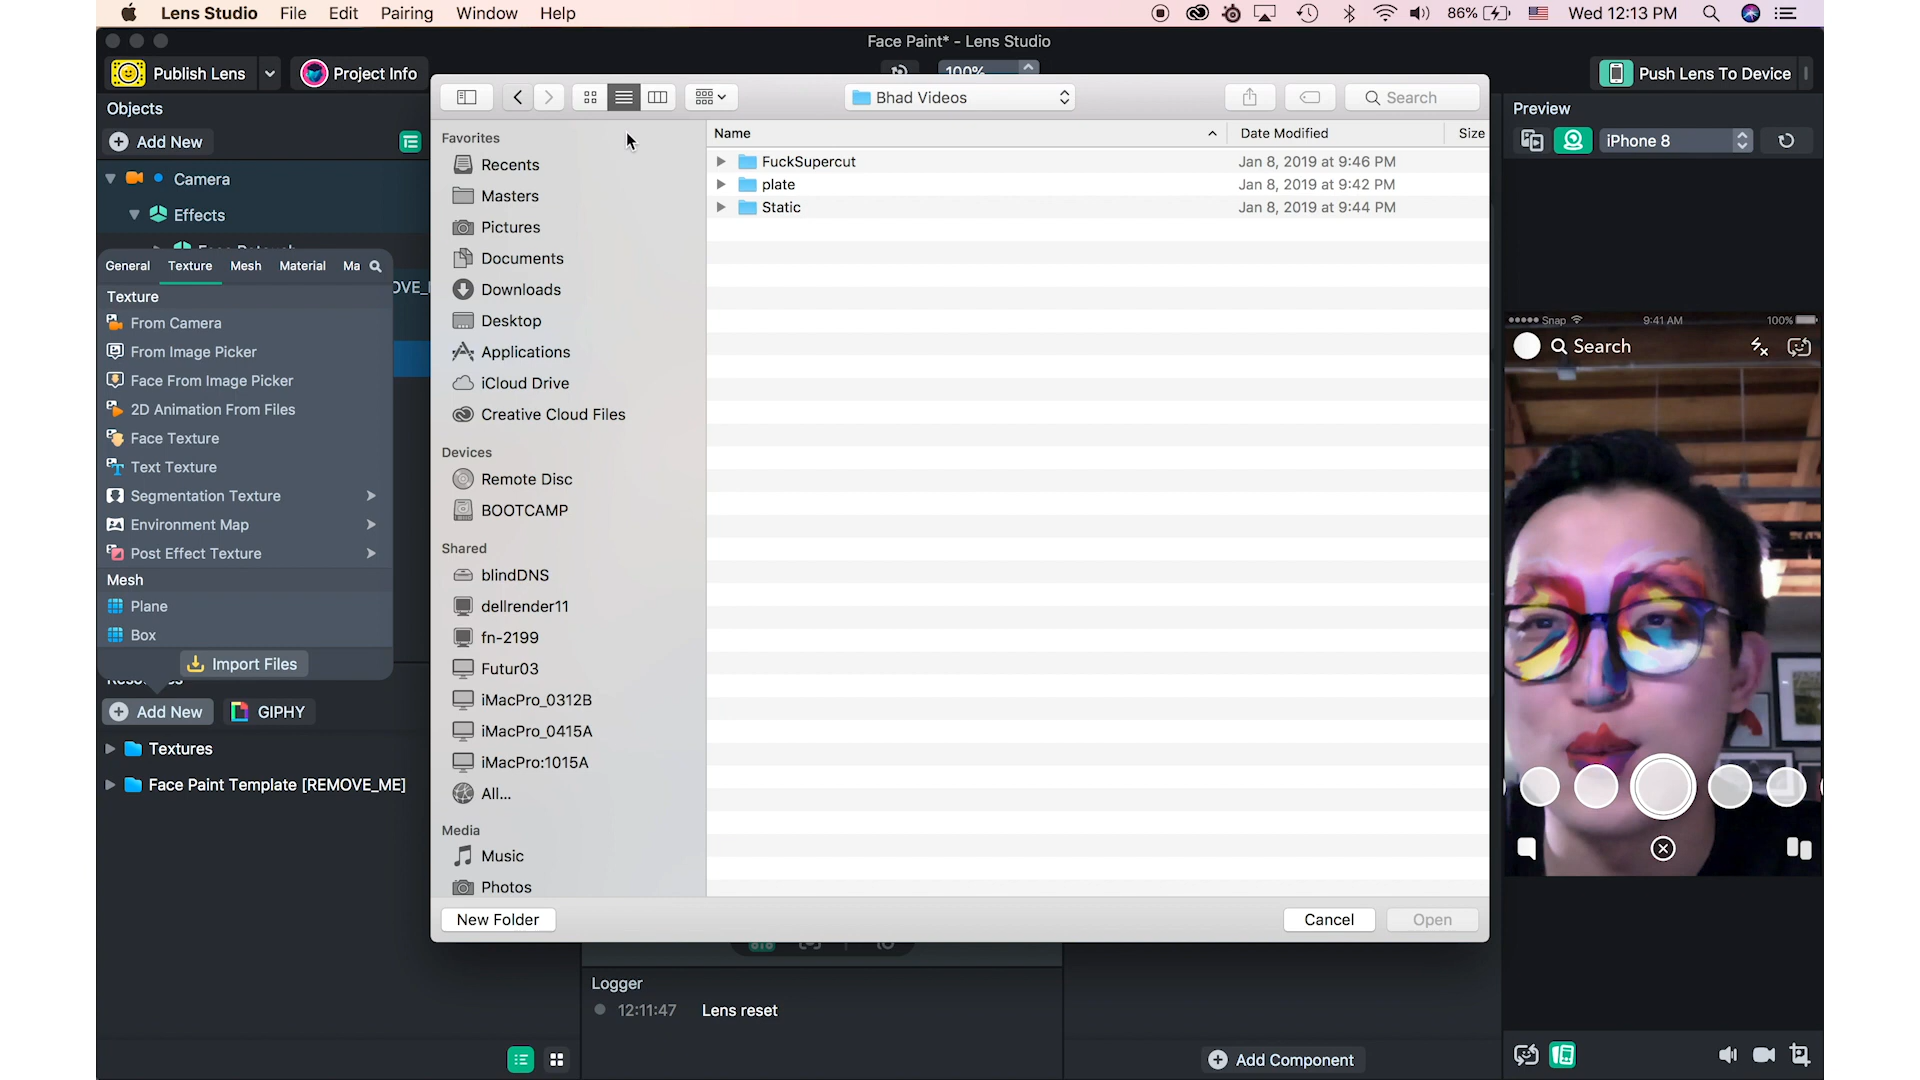 Lens Studio File Edit Pairing Window Help 86% Wed 12:13 PM
Face Paint* - Lens Studio
Publish Lens Project Info 100% Push Lens To Device
Objects
Add New
Camera
Effects
General Texture Mesh Material Ma
Texture
From Camera
From Image Picker
Face From Image Picker
2D Animation From Files
Face Texture
Text Texture
Segmentation Texture
Environment Map
Post Effect Texture
Mesh
Plane
Box
Import Files
Add New GIPHY
Textures
Face Paint Template [REMOVE_ME]
Bhad Videos Search
Favorites
Recents
Masters
Pictures
Documents
Downloads
Desktop
Applications
iCloud Drive
Creative Cloud Files
Devices
Remote Disc
BOOTCAMP
Shared
blindDNS
dellrender11
fn-2199
Futur03
iMacPro_0312B
iMacPro_0415A
iMacPro:1015A
All...
Media
Music
Photos
Name Date Modified Size
FuckSupercut Jan 8, 2019 at 9:46 PM
plate Jan 8, 2019 at 9:42 PM
Static Jan 8, 2019 at 9:44 PM
New Folder Cancel Open
Logger
12:11:47 Lens reset
Add Component
Preview
iPhone 8
Snap 9:41 AM 100%
Search